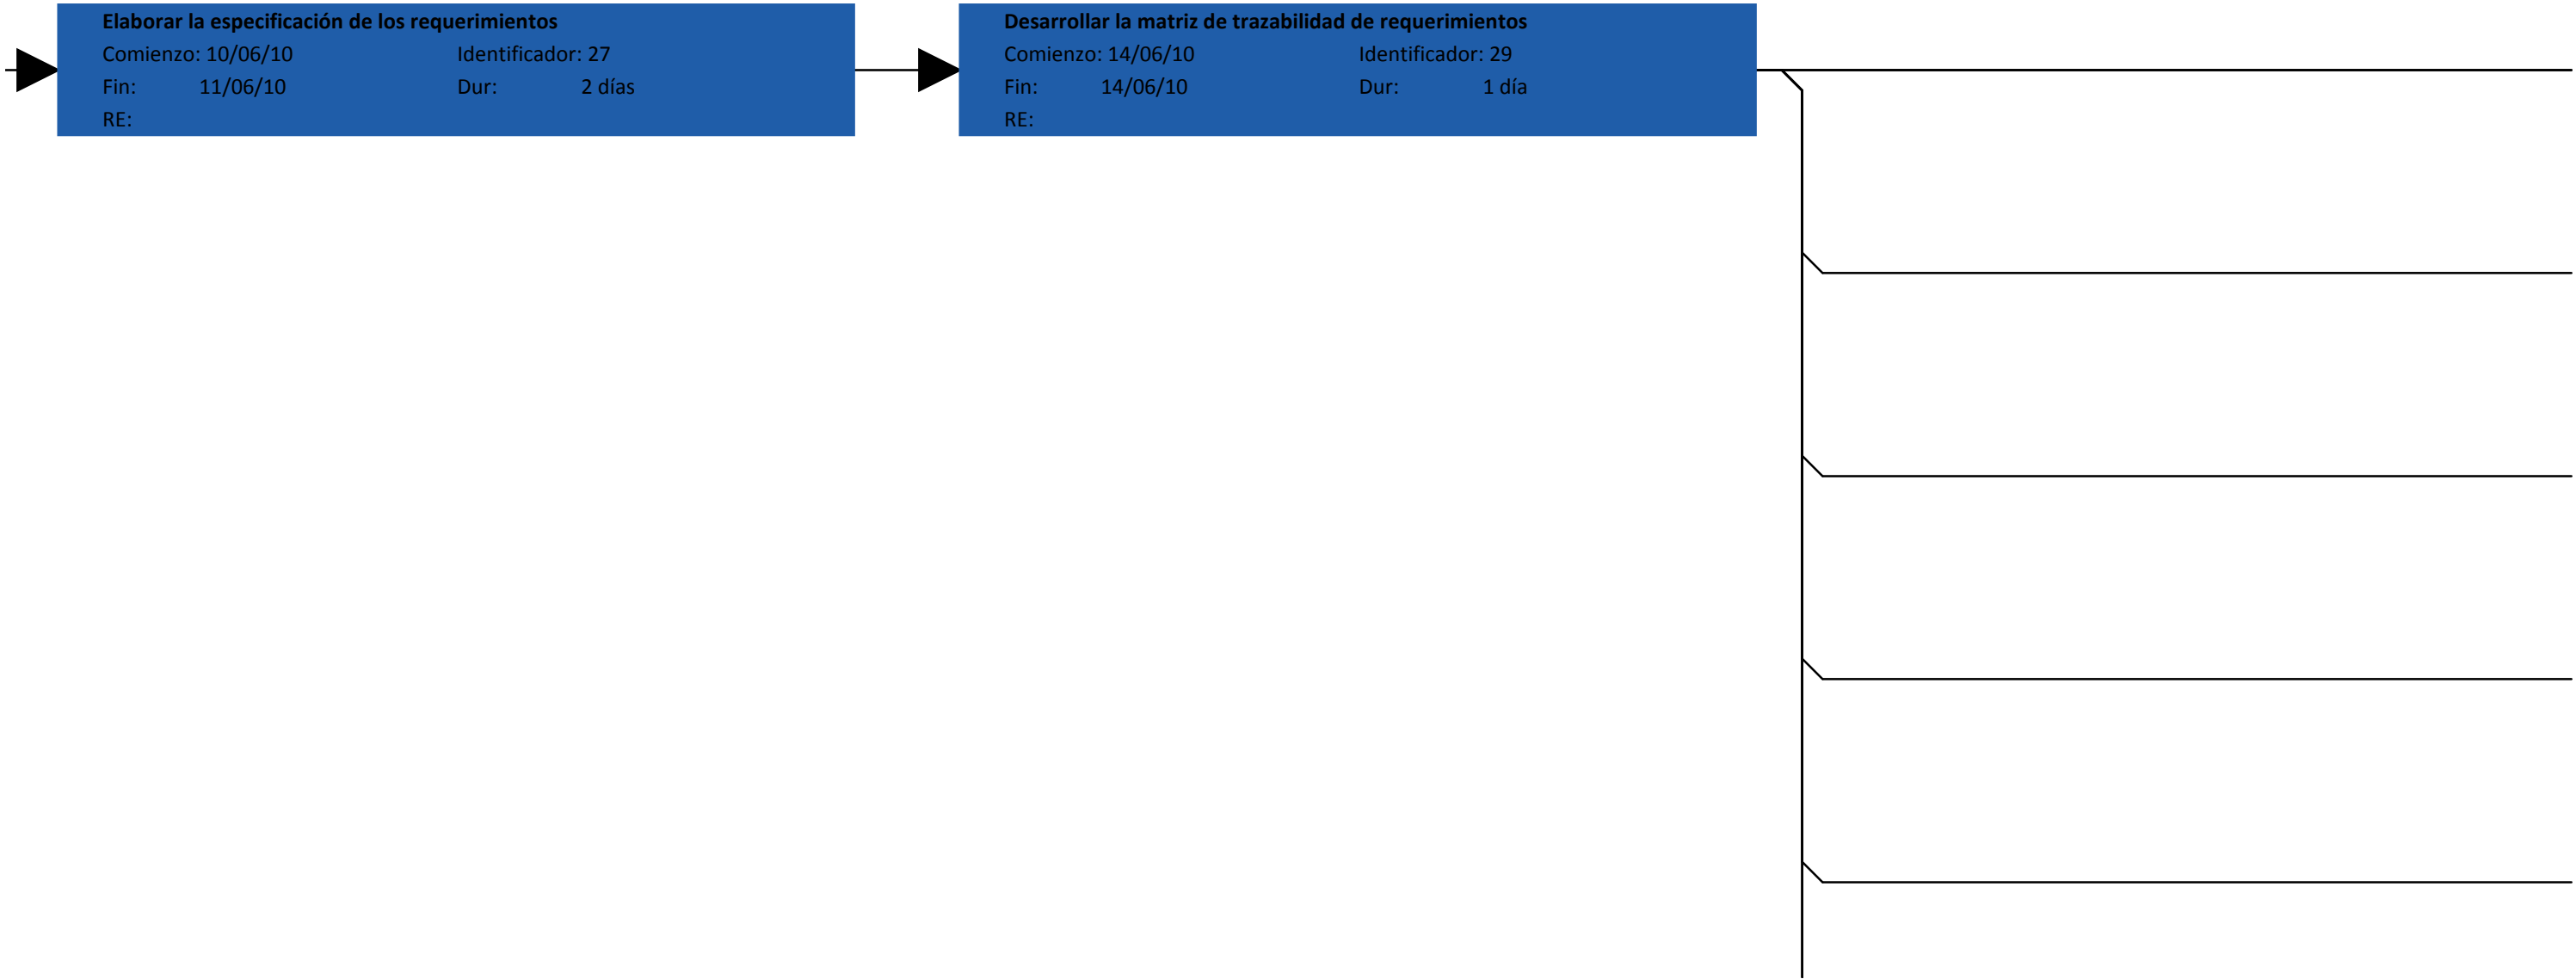 Elaborar la especificación de los requerimientos
Comienzo: 10/06/10 Identificador: 27
Fin: 11/06/10 Dur: 2 días
RE:
Desarrollar la matriz de trazabilidad de requerimientos
Comienzo: 14/06/10 Identificador: 29
Fin: 14/06/10 Dur: 1 día
RE: